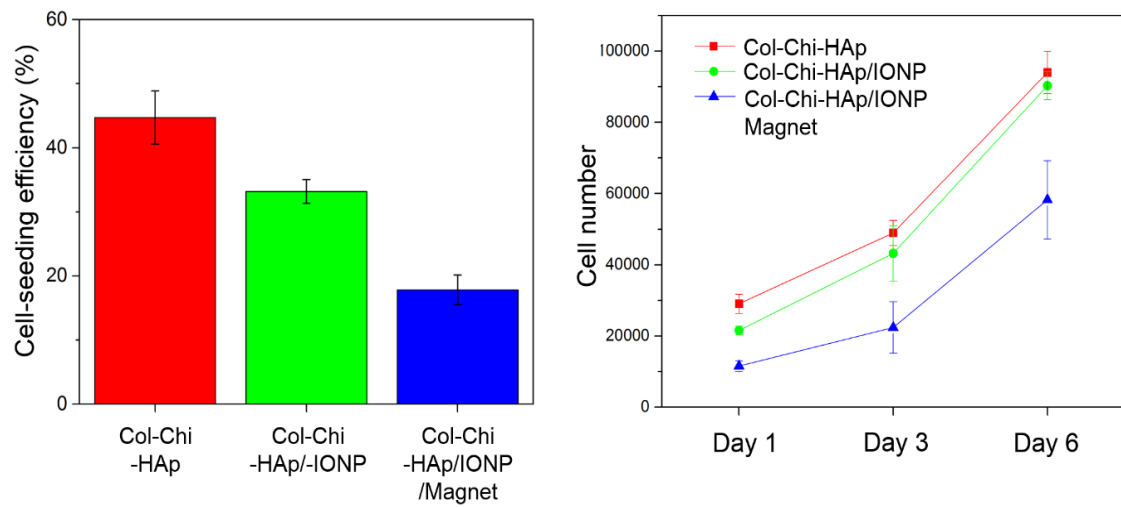 Cell-seeding efficiency (%)
60
40
20
0
Col-Chi
-HAp
Col-Chi
-HAp/-IONP
Col-Chi
-HAp/IONP
/Magnet
Cell number
100000
80000
60000
40000
20000
0
Col-Chi-HAp
Col-Chi-HAp/IONP
Col-Chi-HAp/IONP
Magnet
Day 1
Day 3
Day 6